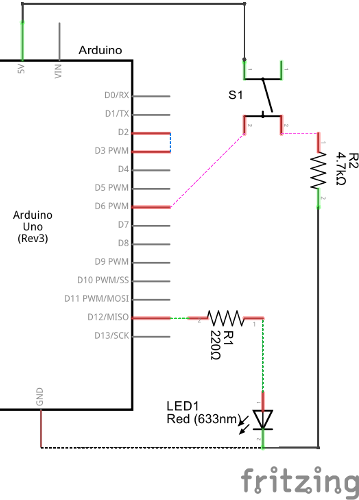 Arduino
5V
VIN
D0/RX
D1/TX
D2
D3 PWM
D4
D5 PWM
D6 PWM
D7
D8
D9 PWM
D10 PWM/SS
D11 PWM/MOSI
D12/MISO
D13/SCK
GND
Arduino
Uno
(Rev3)
S1
R2
4.7kΩ
R1
220Ω
LED1
Red (633nm)
fritzing